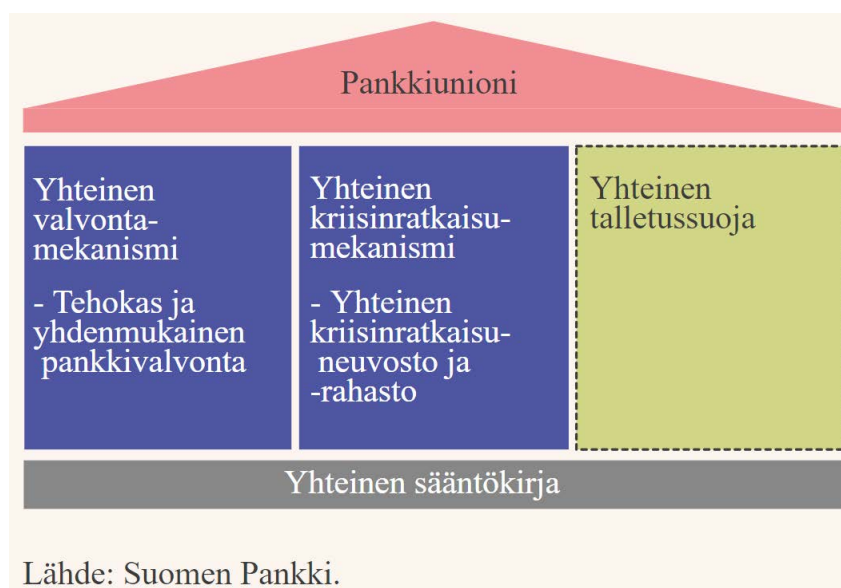 Pankkiunioni
Yhteinen
valvonta-
mekanismi
- Tehokas ja
yhdenmukainen
pankkivalvonta
Yhteinen
kriisinratkaisu-
mekanismi
- Yhteinen
kriisinratkaisu-
neuvosto ja
-rahasto
Yhteinen
talletussuoja
Yhteinen sääntökirja
Lähde: Suomen Pankki.